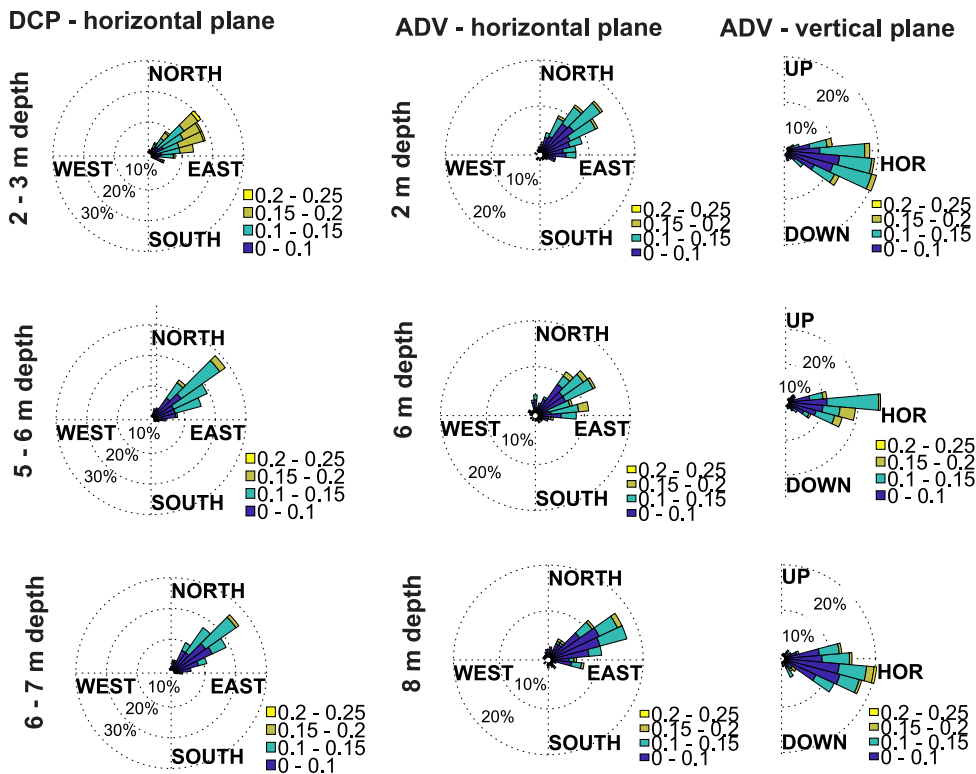 DCP - horizontal plane
ADV - horizontal plane
ADV - vertical plane
2 - 3 m depth
NORTH
WEST
EAST
SOUTH
10%
20%
30%
0.2 - 0.25
0.15 - 0.2
0.1 - 0.15
0 - 0.1
2 m depth
NORTH
EAST
SOUTH
10%
20%
0.2 - 0.25
0.15 - 0.2
0.1 - 0.15
0 - 0.1
UP
20%
10%
HOR
DOWN
0.2 - 0.25
0.15 - 0.2
0.1 - 0.15
0 - 0.1
5 - 6 m depth
NORTH
WEST
EAST
SOUTH
10%
20%
30%
0.2 - 0.25
0.15 - 0.2
0.1 - 0.15
0 - 0.1
6 m depth
NORTH
WEST
EAST
SOUTH
10%
20%
0.2 - 0.25
0.15 - 0.2
0.1 - 0.15
0 - 0.1
UP
20%
10%
HOR
DOWN
0.2 - 0.25
0.15 - 0.2
0.1 - 0.15
0 - 0.1
6 - 7 m depth
NORTH
WEST
EAST
SOUTH
10%
20%
30%
0.2 - 0.25
0.15 - 0.2
0.1 - 0.15
0 - 0.1
8 m depth
NORTH
WEST
EAST
SOUTH
10%
20%
0.2 - 0.25
0.15 - 0.2
0.1 - 0.15
0 - 0.1
UP
20%
10%
HOR
DOWN
0.2 - 0.25
0.15 - 0.2
0.1 - 0.15
0 - 0.1